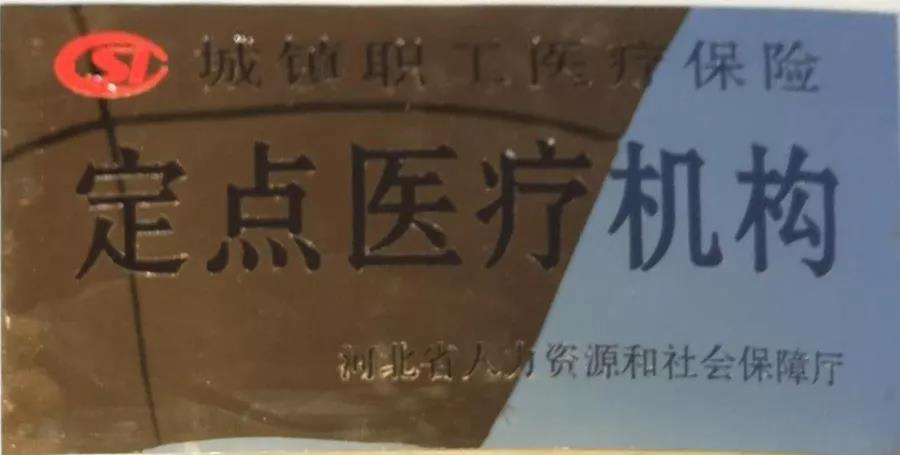 城镇职工医疗保险
定点医疗机构
河北省人力资源和社会保障厅